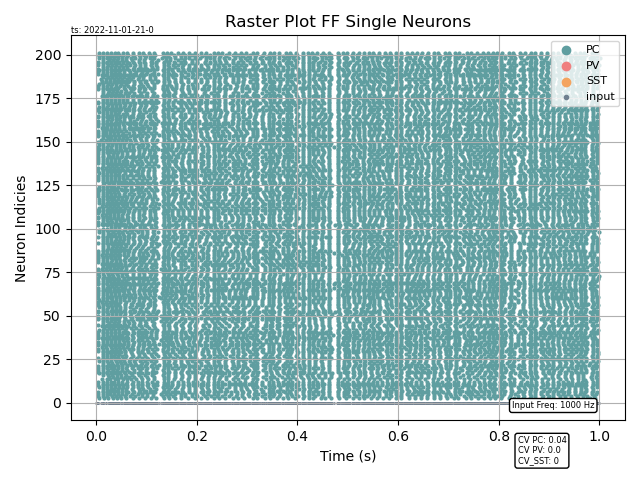 Raster Plot FF Single Neurons
ts: 2022-11-01-21-0
PC
PV
SST
input
200
175
150
125
100
75
50
25
0
Neuron Indicies
Input Freq: 1000 Hz
0.0 0.2 0.4 0.6 0.8 1.0
Time (s)
CV PC: 0.04
CV PV: 0.0
CV_SST: 0